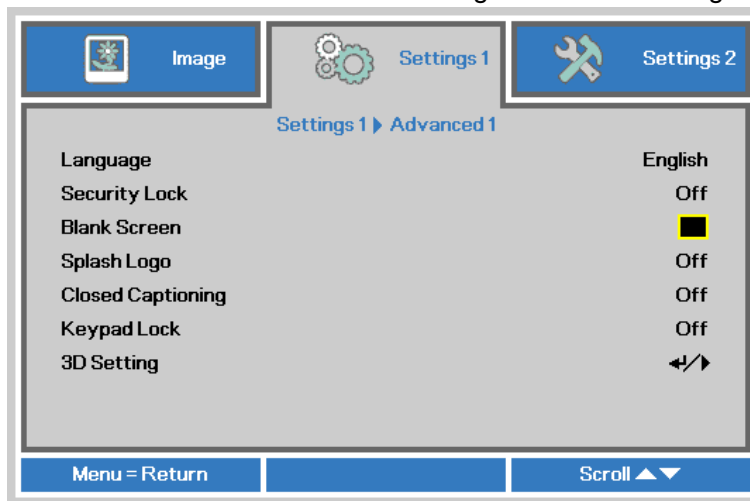 Image
Settings 1
Settings 2
Settings 1 ▶ Advanced 1
Language English
Security Lock Off
Blank Screen
Splash Logo Off
Closed Captioning Off
Keypad Lock Off
3D Setting ↵/▶
Menu = Return
Scroll ▲▼